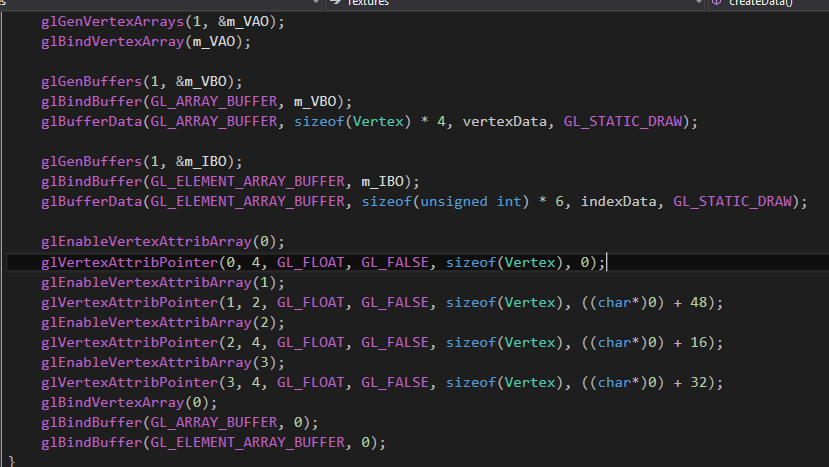 es Textures createData()
glGenVertexArrays(1, &m_VAO);
glBindVertexArray(m_VAO);
glGenBuffers(1, &m_VBO);
glBindBuffer(GL_ARRAY_BUFFER, m_VBO);
glBufferData(GL_ARRAY_BUFFER, sizeof(Vertex) * 4, vertexData, GL_STATIC_DRAW);
glGenBuffers(1, &m_IBO);
glBindBuffer(GL_ELEMENT_ARRAY_BUFFER, m_IBO);
glBufferData(GL_ELEMENT_ARRAY_BUFFER, sizeof(unsigned int) * 6, indexData, GL_STATIC_DRAW);
glEnableVertexAttribArray(0);
glVertexAttribPointer(0, 4, GL_FLOAT, GL_FALSE, sizeof(Vertex), 0);
glEnableVertexAttribArray(1);
glVertexAttribPointer(1, 2, GL_FLOAT, GL_FALSE, sizeof(Vertex), ((char*)0) + 48);
glEnableVertexAttribArray(2);
glVertexAttribPointer(2, 4, GL_FLOAT, GL_FALSE, sizeof(Vertex), ((char*)0) + 16);
glEnableVertexAttribArray(3);
glVertexAttribPointer(3, 4, GL_FLOAT, GL_FALSE, sizeof(Vertex), ((char*)0) + 32);
glBindVertexArray(0);
glBindBuffer(GL_ARRAY_BUFFER, 0);
glBindBuffer(GL_ELEMENT_ARRAY_BUFFER, 0);
}